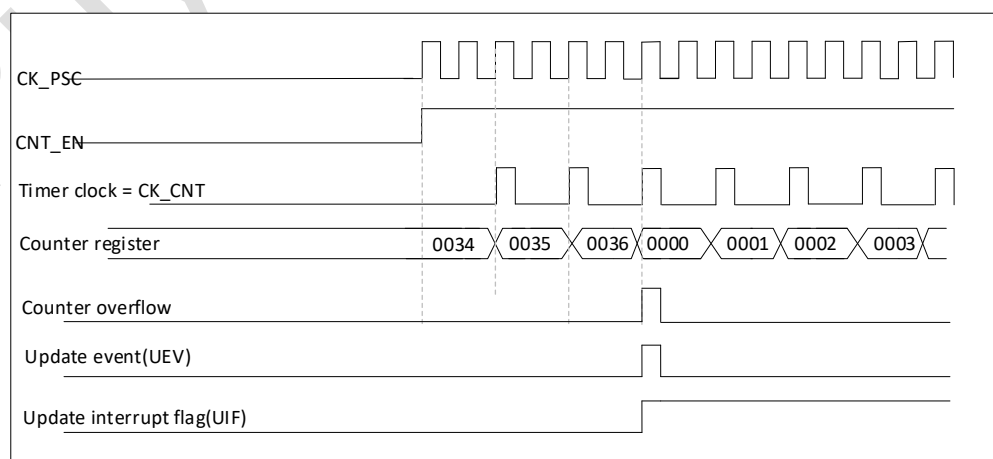 CK_PSC
CNT_EN
Timer clock = CK_CNT
Counter register 0034 0035 0036 0000 0001 0002 0003
Counter overflow
Update event(UEV)
Update interrupt flag(UIF)